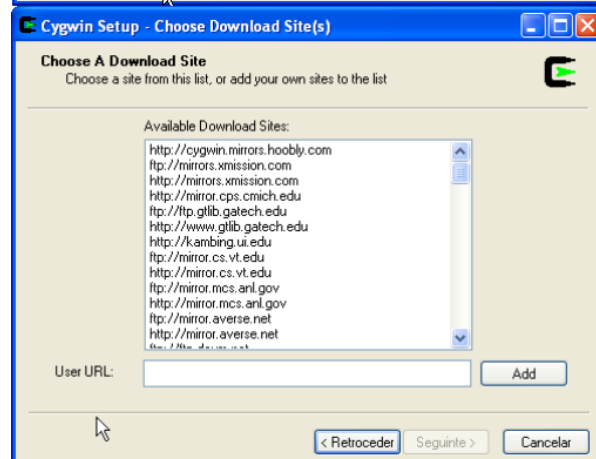 Cygwin Setup - Choose Download Site(s)
Choose A Download Site
Choose a site from this list, or add your own sites to the list
Available Download Sites:
http://cygwin.mirrors.hoobly.com
ftp://mirrors.xmission.com
http://mirrors.xmission.com
http://mirror.cps.cmich.edu
ftp://ftp.gtlib.gatech.edu
http://www.gtlib.gatech.edu
http://kambing.ui.edu
ftp://mirror.cs.vt.edu
http://mirror.cs.vt.edu
ftp://mirror.mcs.anl.gov
http://mirror.mcs.anl.gov
ftp://mirror.averse.net
http://mirror.averse.net
User URL:
Add
< Retroceder
Seguinte >
Cancelar